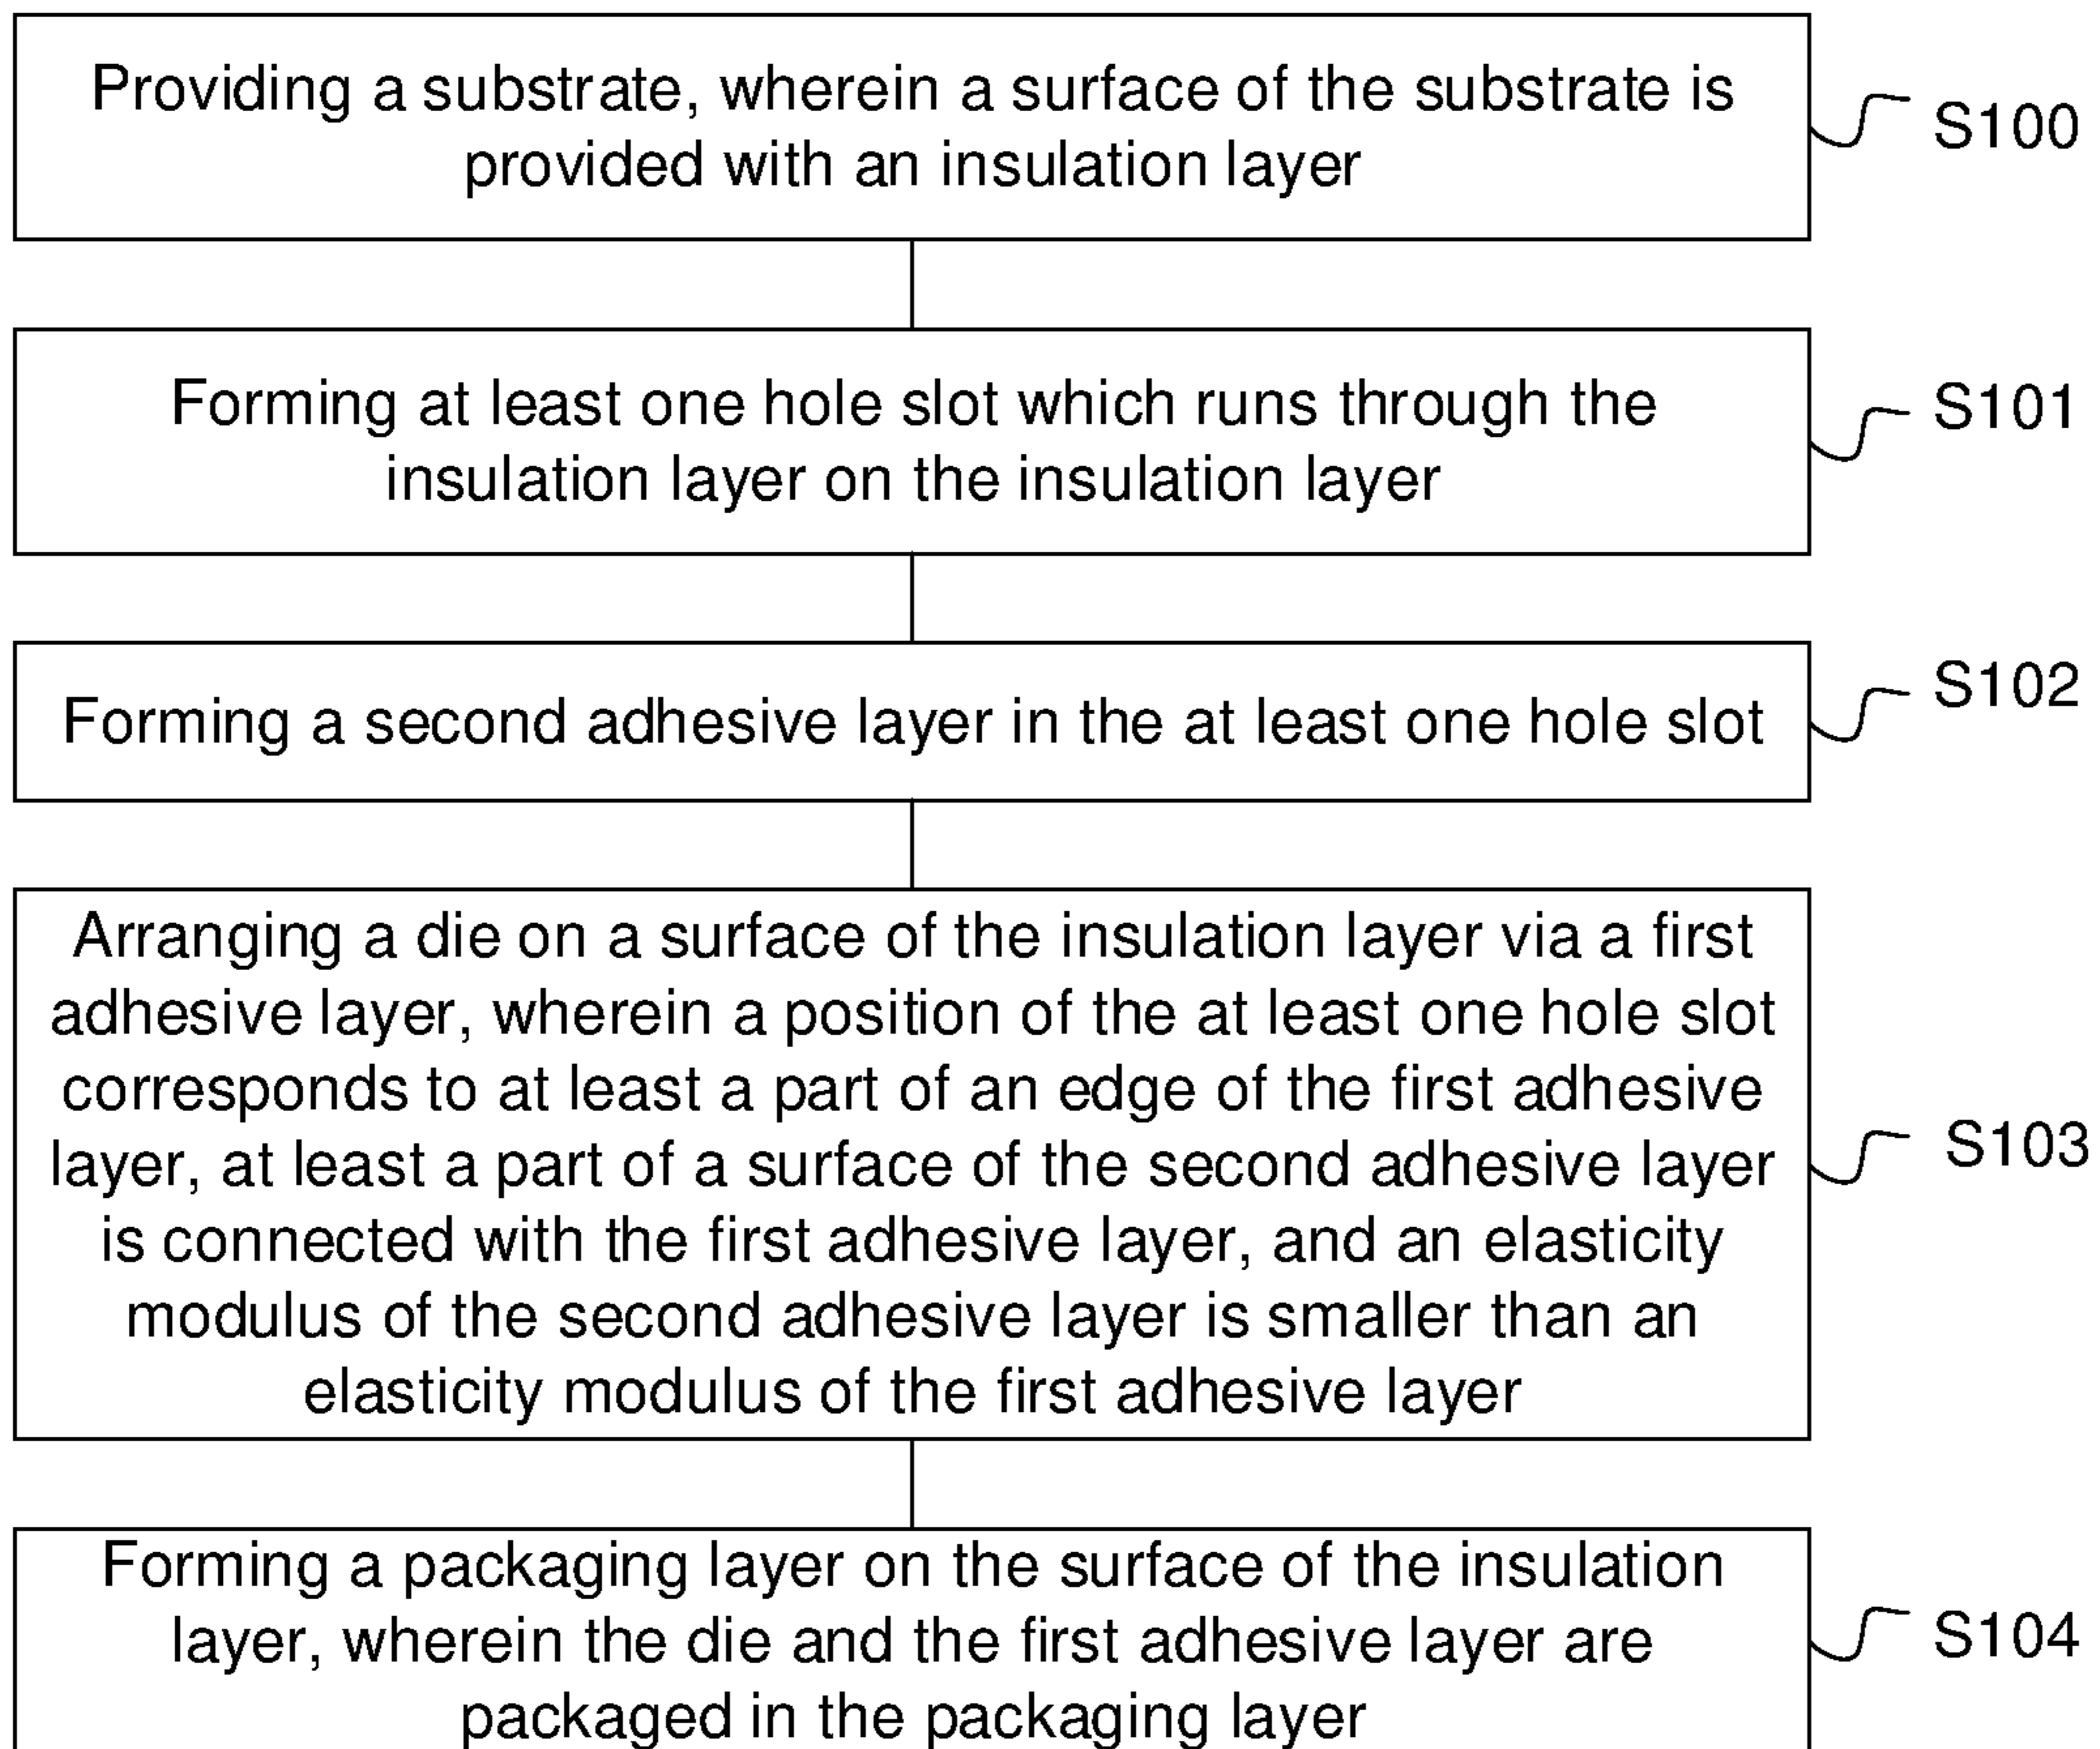 Providing a substrate, wherein a surface of the substrate is
provided with an insulation layer
S100
Forming at least one hole slot which runs through the
insulation layer on the insulation layer
S101
Forming a second adhesive layer in the at least one hole slot
S102
Arranging a die on a surface of the insulation layer via a first
adhesive layer, wherein a position of the at least one hole slot
corresponds to at least a part of an edge of the first adhesive
layer, at least a part of a surface of the second adhesive layer
is connected with the first adhesive layer, and an elasticity
modulus of the second adhesive layer is smaller than an
elasticity modulus of the first adhesive layer
S103
Forming a packaging layer on the surface of the insulation
layer, wherein the die and the first adhesive layer are
packaged in the packaging layer
S104